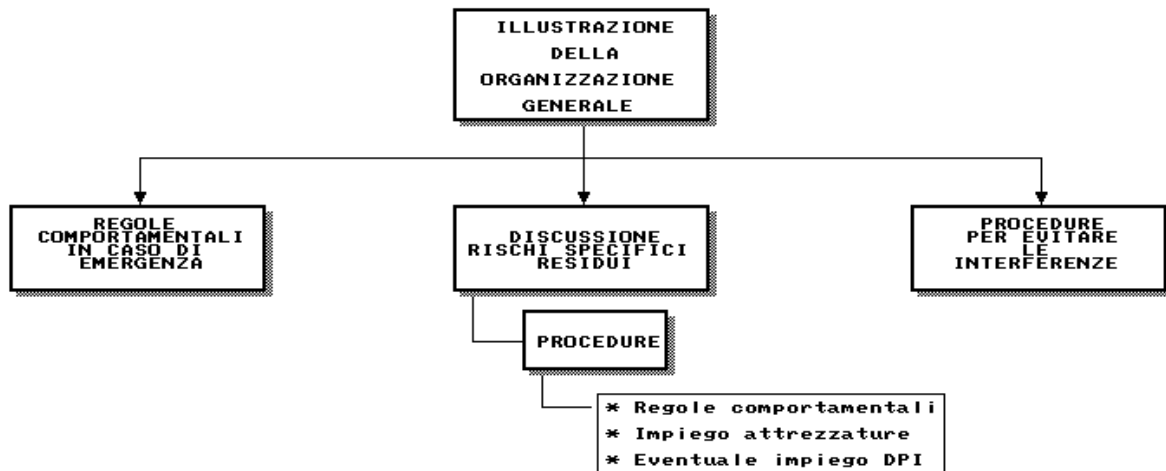 ILLUSTRAZIONE
DELLA
ORGANIZZAZIONE
GENERALE
REGOLE
COMPORTAMENTALI
IN CASO DI
EMERGENZA
DISCUSSIONE
RISCHI SPECIFICI
RESIDUI
PROCEDURE
PER EVITARE
LE
INTERFERENZE
PROCEDURE
* Regole comportamentali
* Impiego attrezzature
* Eventuale impiego DPI